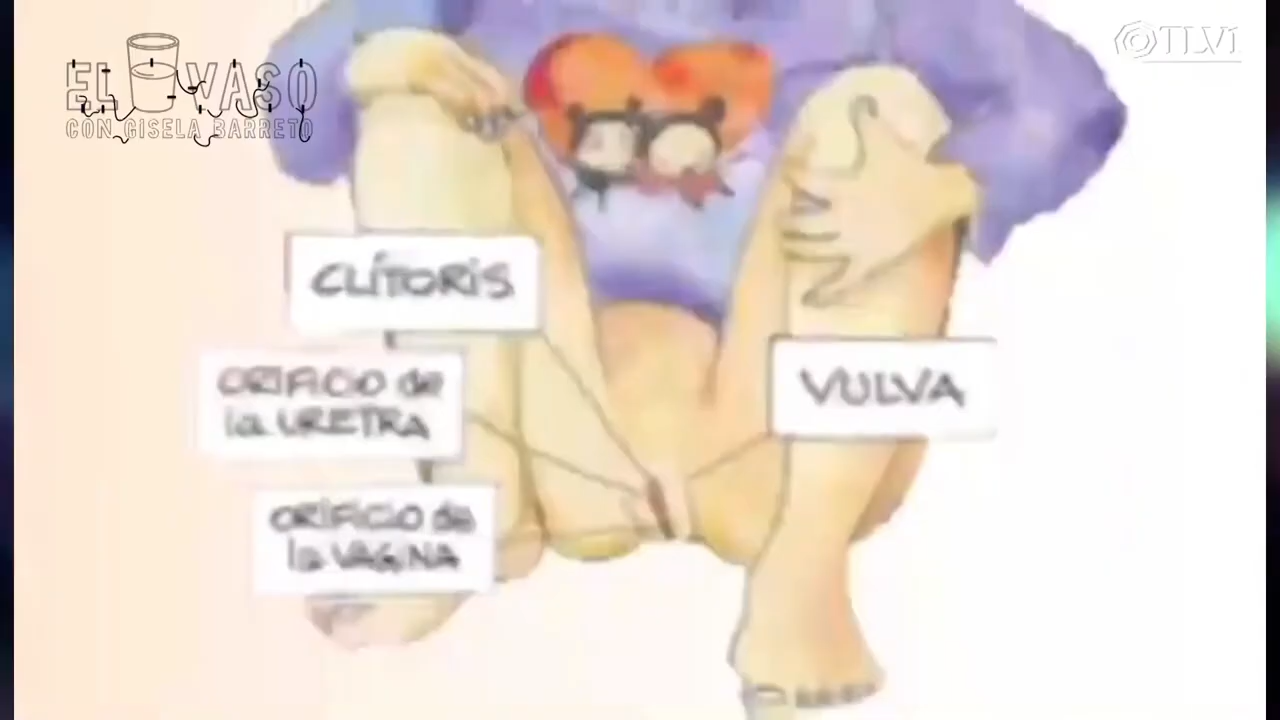 EL VASO
CON GISELA BARRETO
TLV1
CLÍTORIS
ORIFICIO de
la URETRA
VULVA
ORIFICIO de
la VAGINA